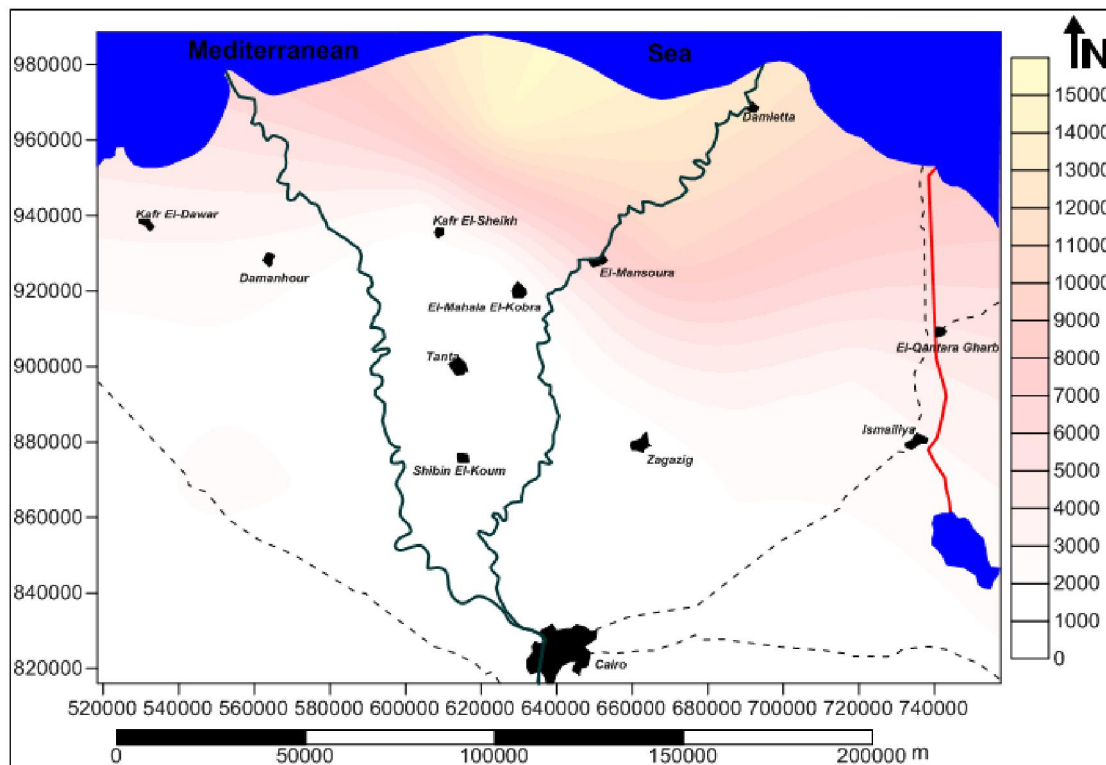 Mediterranean Sea
N
980000
960000
940000
920000
900000
880000
860000
840000
820000
Damietta
Kafr El-Dawar
Kafr El-Sheikh
Damanhour
El-Mansoura
El-Mahala El-Kobra
El-Qantara Gharb
Tanta
Ismailiya
Shibin El-Koum
Zagazig
Cairo
15000
14000
13000
12000
11000
10000
9000
8000
7000
6000
5000
4000
3000
2000
1000
0
520000 540000 560000 580000 600000 620000 640000 660000 680000 700000 720000 740000
0 50000 100000 150000 200000 m